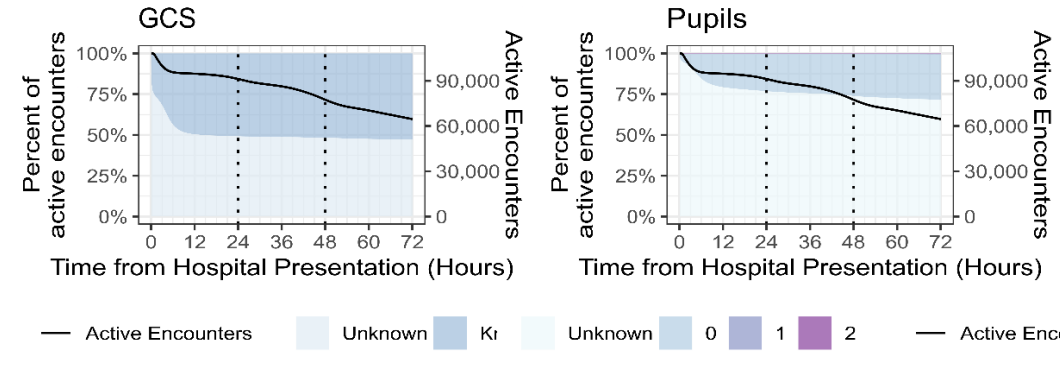 GCS
Percent of
active encounters
100%
75%
50%
25%
0%
90,000
60,000
30,000
0
Active Encounters
0 12 24 36 48 60 72
Time from Hospital Presentation (Hours)
Pupils
Percent of
active encounters
100%
75%
50%
25%
0%
90,000
60,000
30,000
0
Active Encounters
0 12 24 36 48 60 72
Time from Hospital Presentation (Hours)
Active Encounters Unknown Unknown 0 1 2 Active